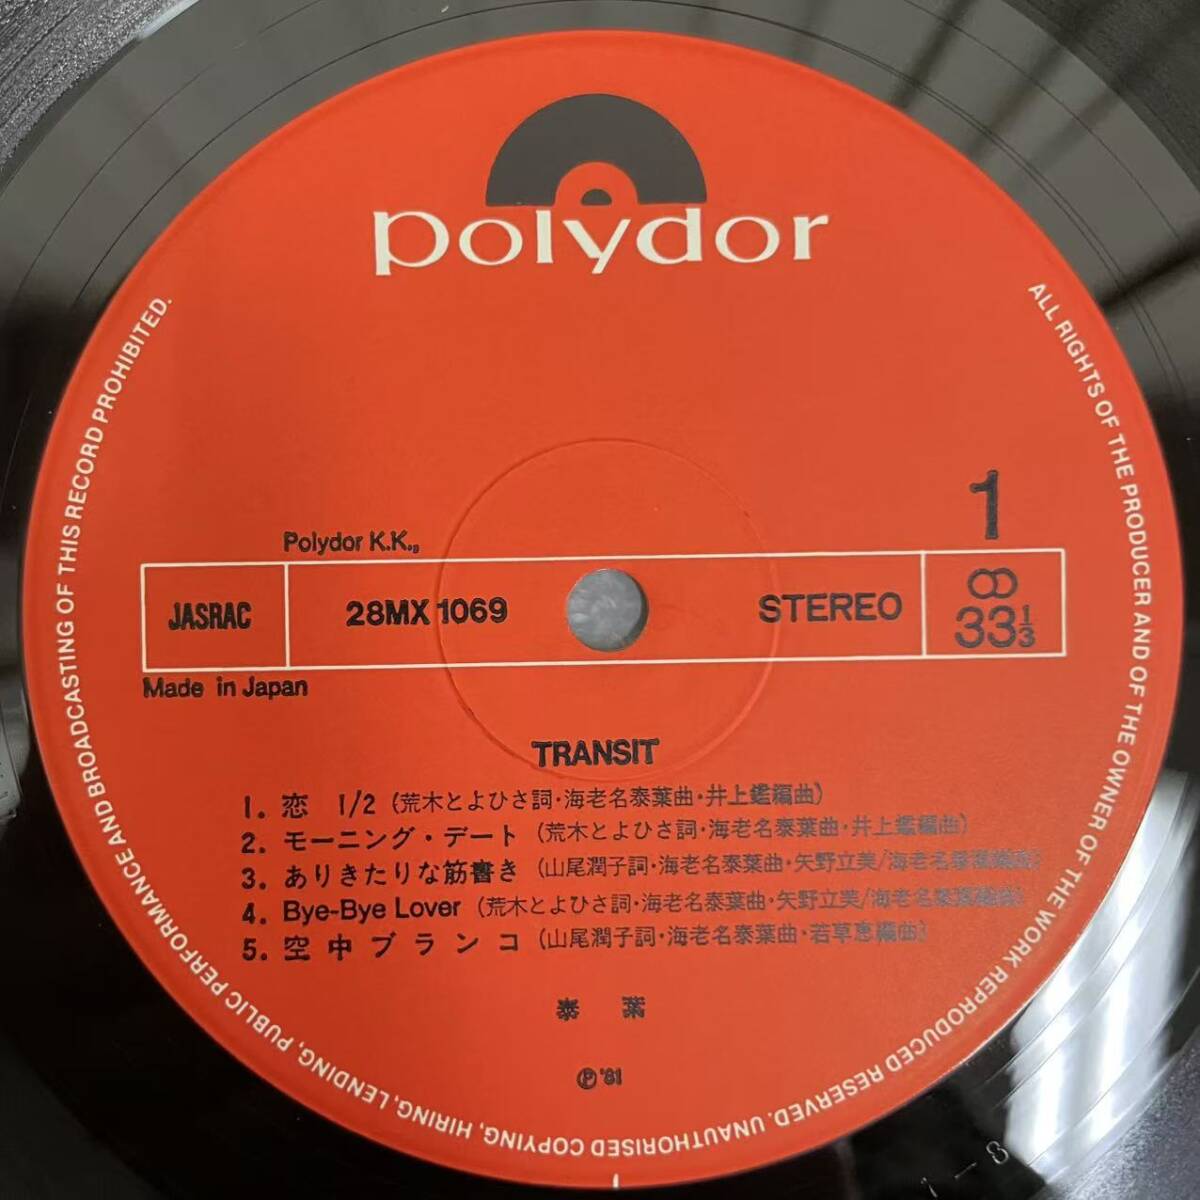 polydor
ALL RIGHTS OF THE PRODUCER AND OF THE OWNER OF THE WORK REPRODUCED RESERVED. UNAUTHORISED COPYING, HIRING, LENDING, PUBLIC PERFORMANCE AND BROADCASTING OF THIS RECORD PROHIBITED.
1
Polydor K.K.,
JASRAC
28MX 1069
STEREO
33 1/3
Made in Japan
TRANSIT
1. 恋 1/2 (荒木とよひさ詞・海老名泰葉曲・井上鑑編曲)
2. モーニング・デート (荒木とよひさ詞・海老名泰葉曲・井上鑑編曲)
3. ありきたりな筋書き (山尾潤子詞・海老名泰葉曲・矢野立美/海老名泰葉編曲)
4. Bye-Bye Lover (荒木とよひさ詞・海老名泰葉曲・矢野立美/海老名泰葉編曲)
5. 空中ブランコ (山尾潤子詞・海老名泰葉曲・若草恵編曲)
泰葉
℗'81